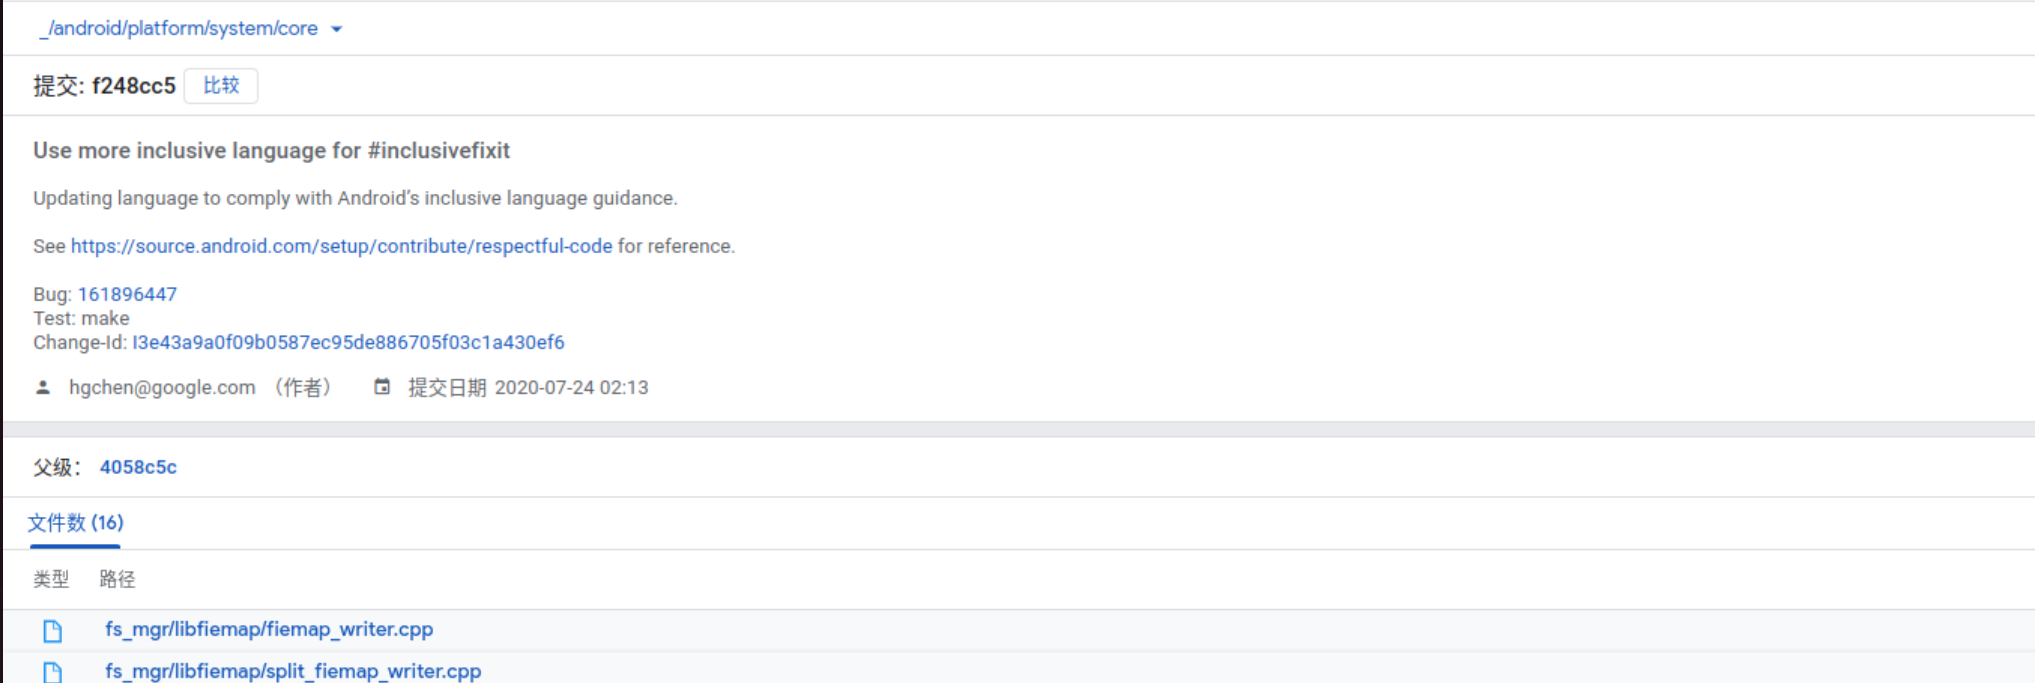 _/android/platform/system/core
提交: f248cc5 比较
Use more inclusive language for #inclusivefixit
Updating language to comply with Android's inclusive language guidance.
See https://source.android.com/setup/contribute/respectful-code for reference.
Bug: 161896447
Test: make
Change-Id: I3e43a9a0f09b0587ec95de886705f03c1a430ef6
hgchen@google.com （作者） 提交日期 2020-07-24 02:13
父级： 4058c5c
文件数 (16)
类型 路径
fs_mgr/libfiemap/fiemap_writer.cpp
fs_mgr/libfiemap/split_fiemap_writer.cpp